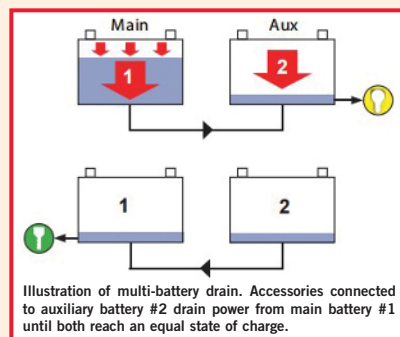 Main Aux
1 2
1 2
Illustration of multi-battery drain. Accessories connected
to auxiliary battery #2 drain power from main battery #1
until both reach an equal state of charge.